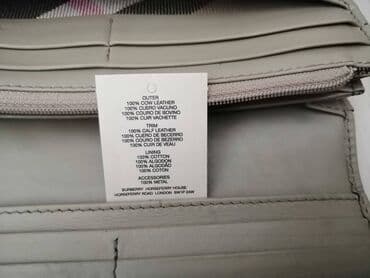 OUTER
100% COW LEATHER
100% CUERO VACUNO
100% COURO DE BOVINO
100% CUIR VACHETTE
TRIM
100% CALF LEATHER
100% CUERO DE BECERRO
100% COURO DE BEZERRO
100% CUIR DE VEAU
LINING
100% COTTON
100% ALGODON
100% ALGODÃO
100% COTON
ACCESSORIES
100% METAL
BURBERRY HORSEFERRY HOUSE
HORSEFERRY ROAD LONDON SW1P 2AW